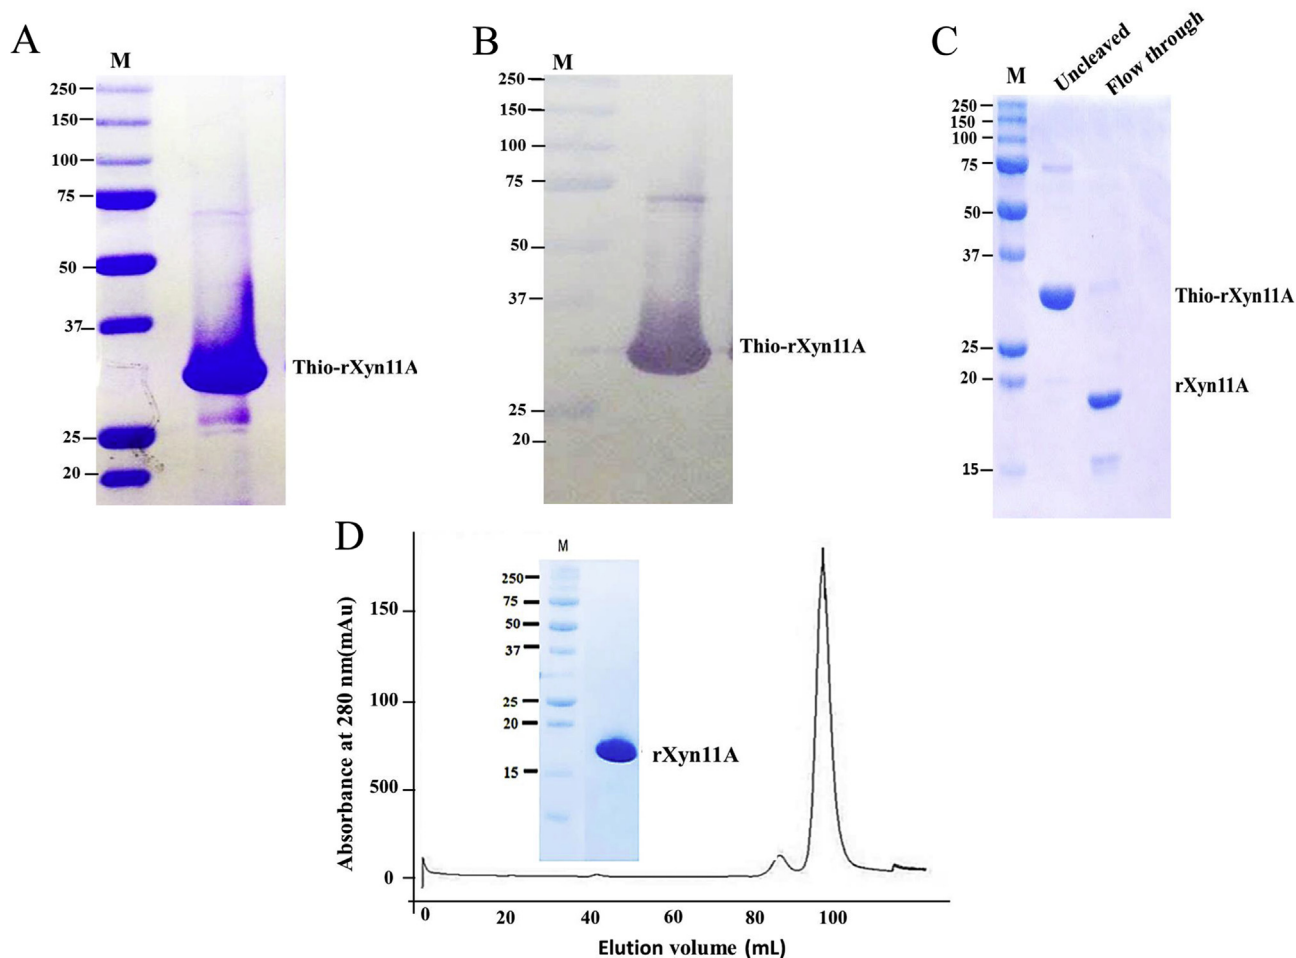 A
M
250
150
100
75
50
37
25
20
Thio-rXyn11A
B
M
250
150
100
75
50
37
25
20
Thio-rXyn11A
C
M
Uncleaved
Flow through
250
150
100
75
50
37
25
20
15
Thio-rXyn11A
rXyn11A
D
M
250
75
50
37
25
20
15
rXyn11A
Absorbance at 280 nm(mAu)
150
100
500
0
0 20 40 60 80 100
Elution volume (mL)